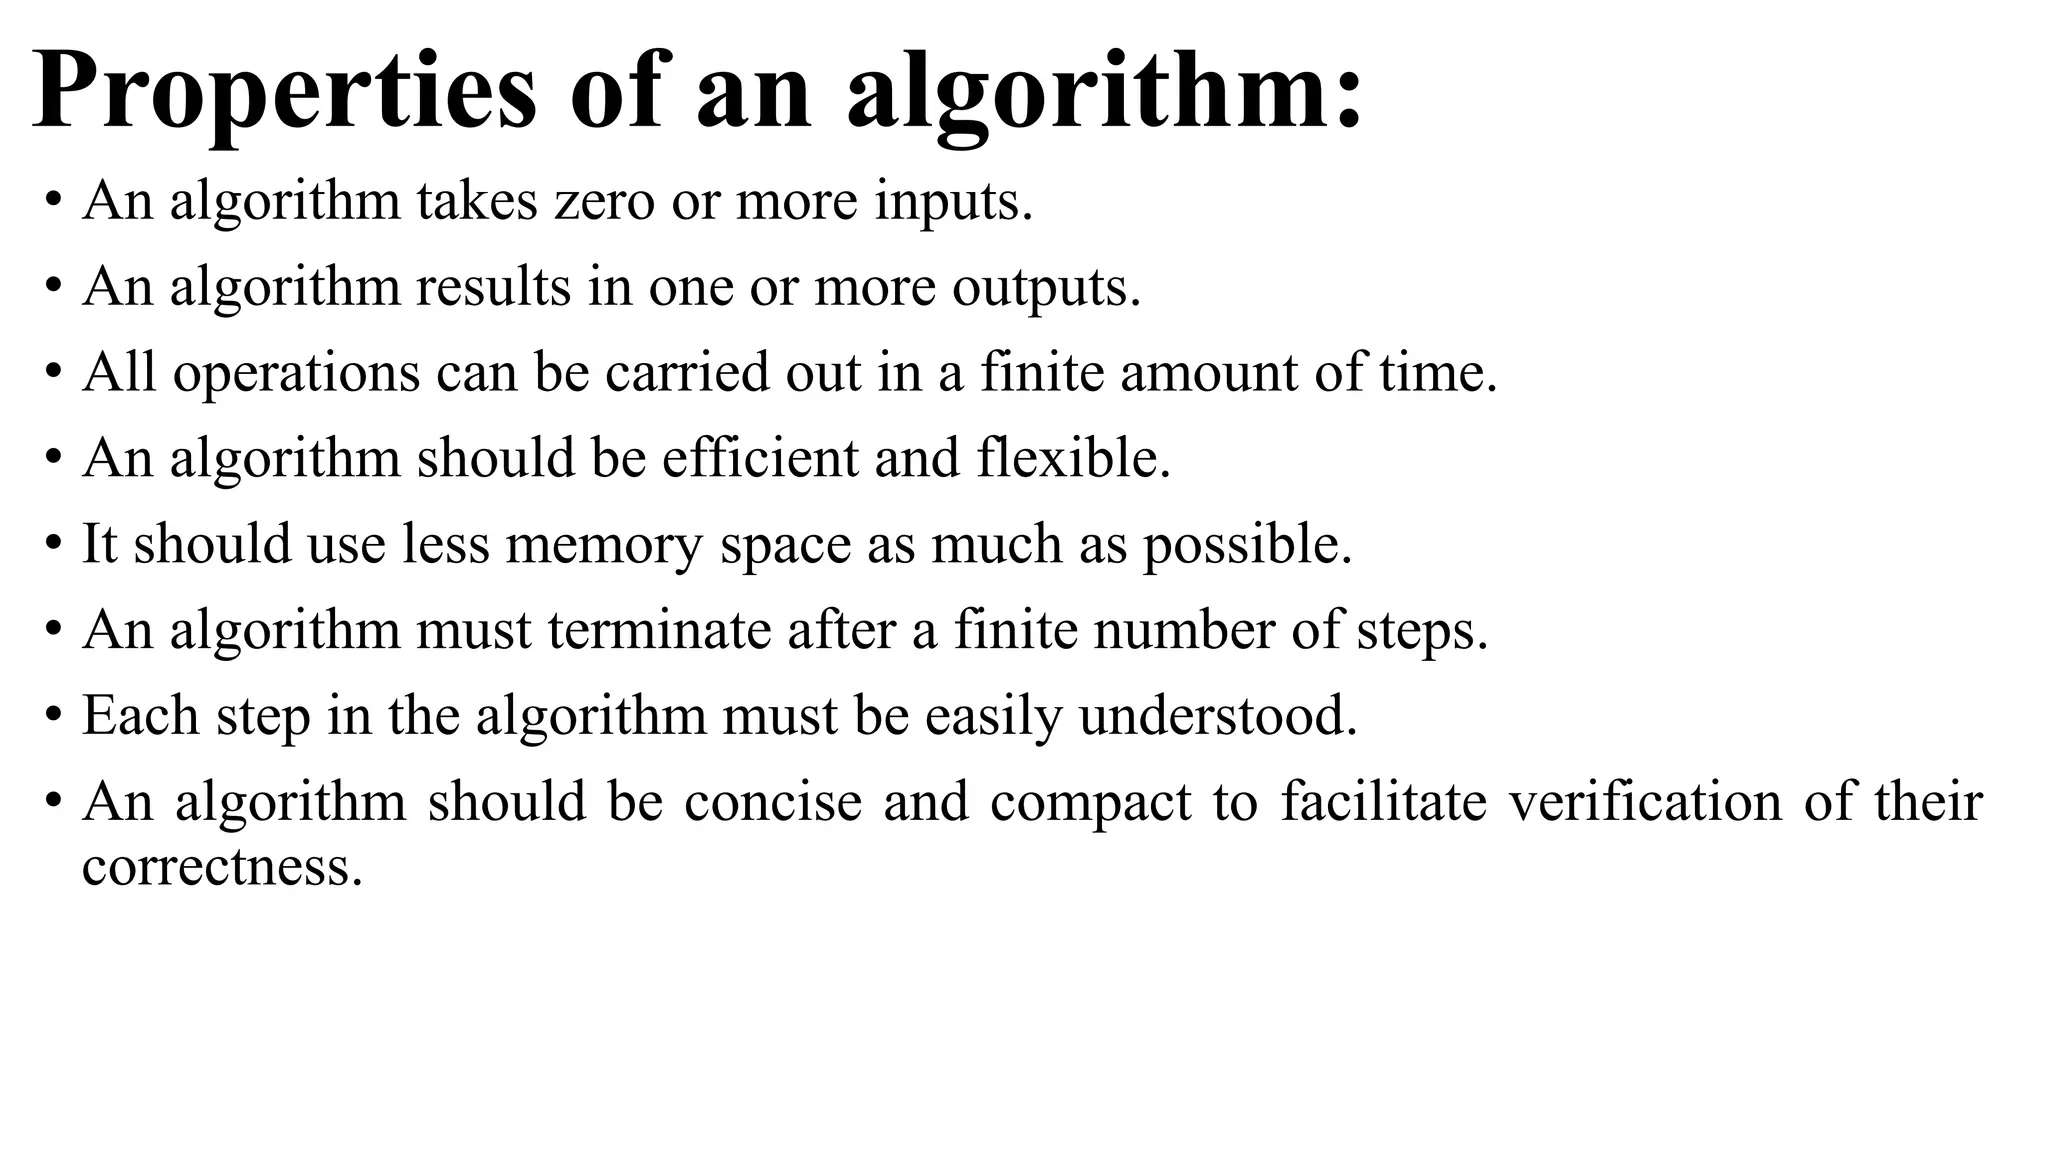 Properties of an algorithm:
• An algorithm takes zero or more inputs.
• An algorithm results in one or more outputs.
• All operations can be carried out in a finite amount of time.
• An algorithm should be efficient and flexible.
• It should use less memory space as much as possible.
• An algorithm must terminate after a finite number of steps.
• Each step in the algorithm must be easily understood.
• An algorithm should be concise and compact to facilitate verification of their
correctness.